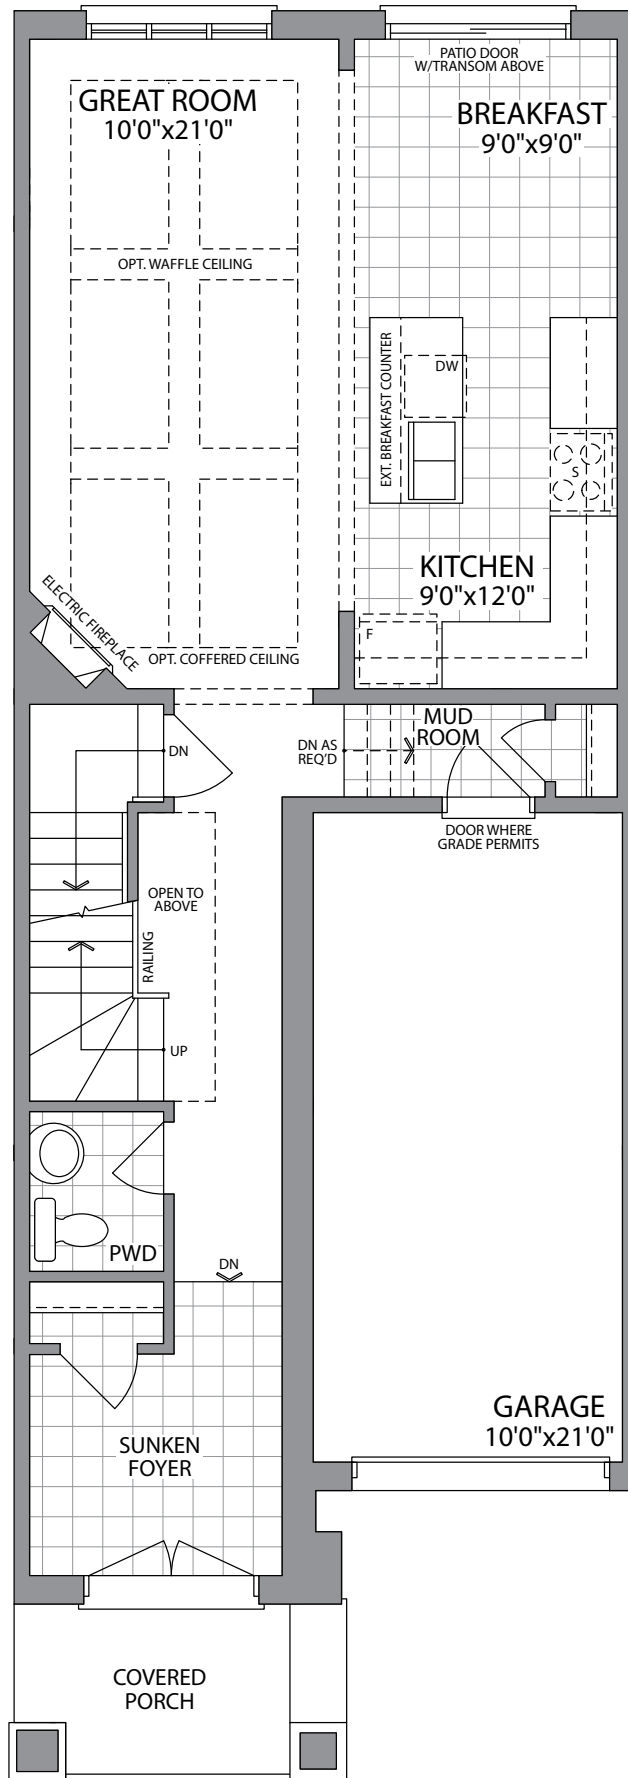 PATIO DOOR
W/TRANSOM ABOVE
GREAT ROOM
10'0"x21'0"
BREAKFAST
9'0"x9'0"
OPT. WAFFLE CEILING
EXT. BREAKFAST COUNTER
DW
S
KITCHEN
9'0"x12'0"
ELECTRIC FIREPLACE
F
OPT. COFFERED CEILING
MUD
ROOM
DN
DN AS
REQ'D
DOOR WHERE
GRADE PERMITS
OPEN TO
ABOVE
RAILING
UP
PWD
DN
GARAGE
10'0"x21'0"
SUNKEN
FOYER
COVERED
PORCH